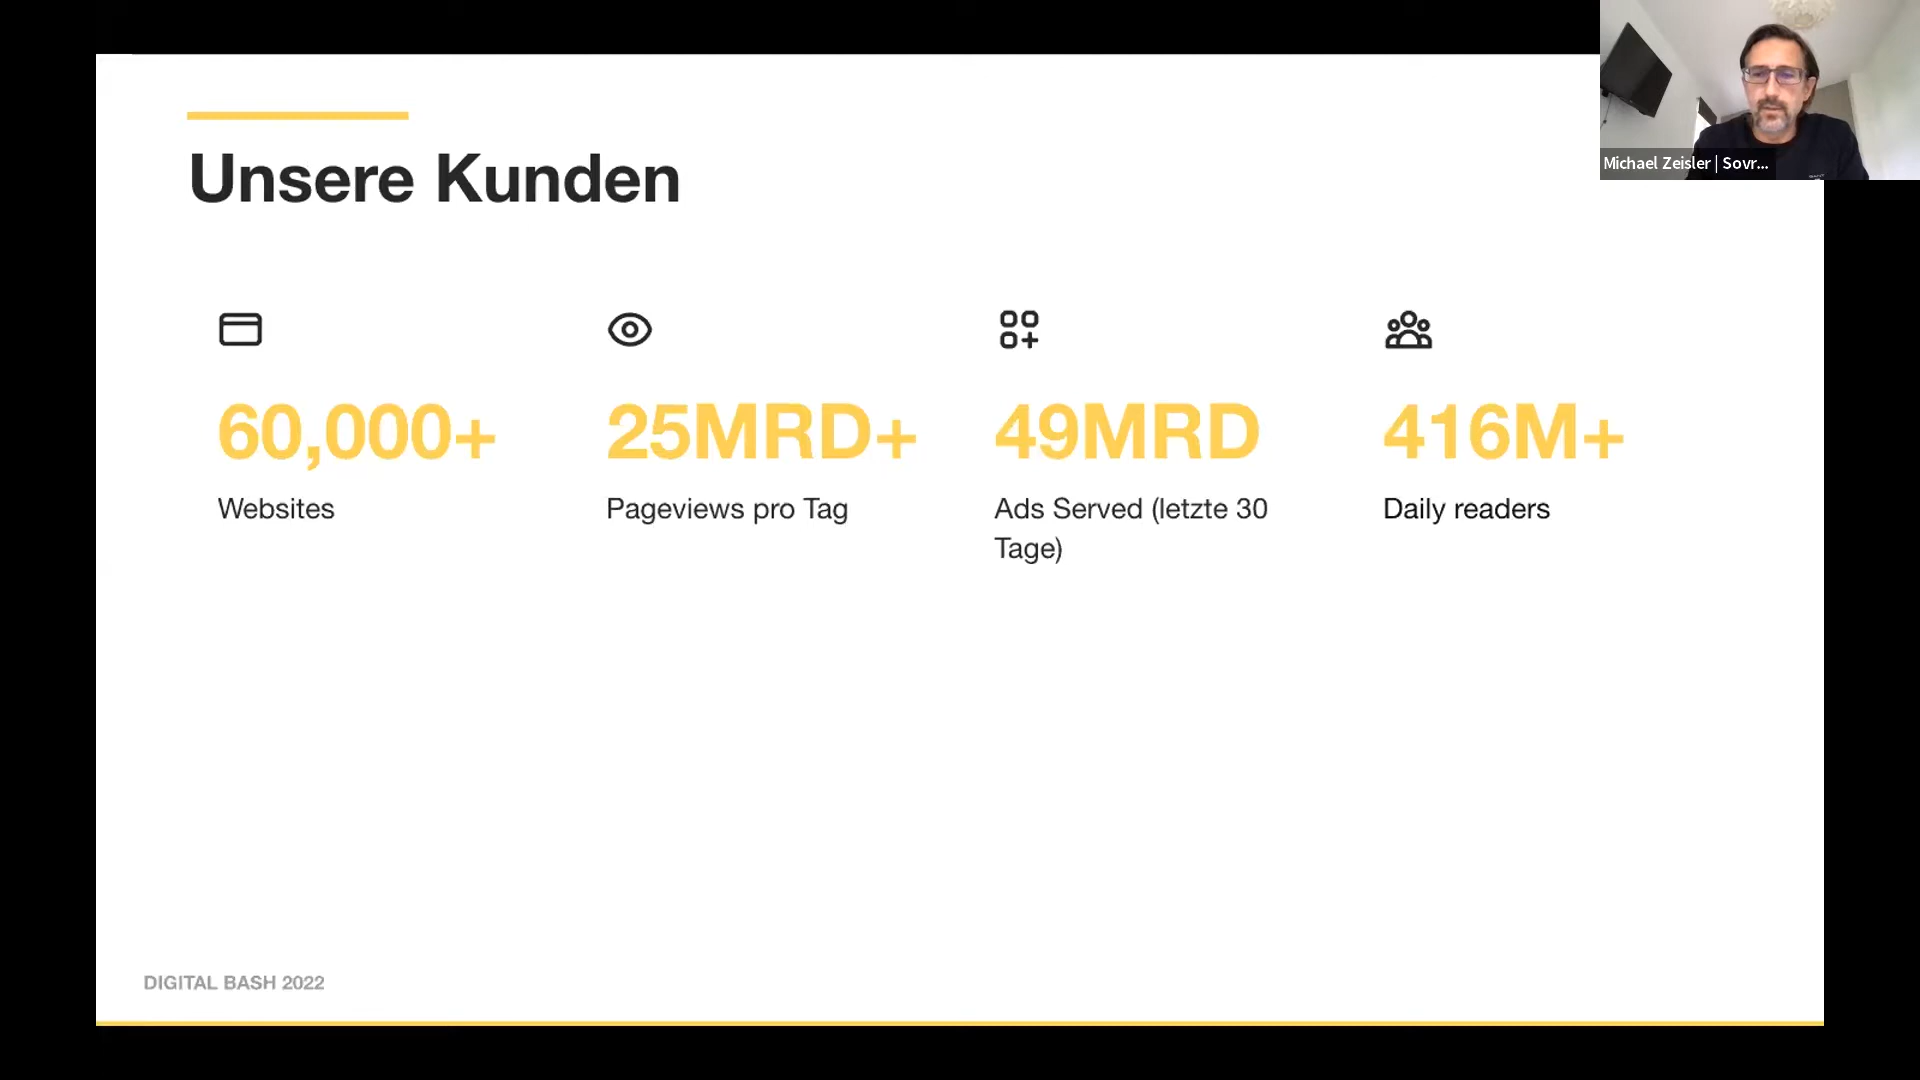 Michael Zeisler | Sovr...
Unsere Kunden
60,000+
Websites
25MRD+
Pageviews pro Tag
49MRD
Ads Served (letzte 30
Tage)
416M+
Daily readers
DIGITAL BASH 2022